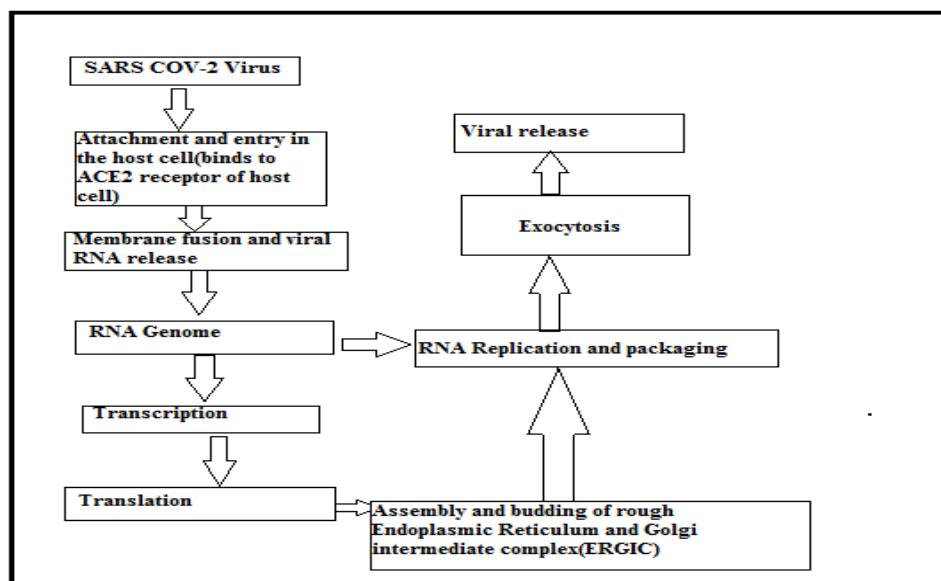 SARS COV-2 Virus
Attachment and entry in
the host cell(binds to
ACE2 receptor of host
cell)
Membrane fusion and viral
RNA release
RNA Genome
Transcription
Translation
Viral release
Exocytosis
RNA Replication and packaging
Assembly and budding of rough
Endoplasmic Reticulum and Golgi
intermediate complex(ERGIC)